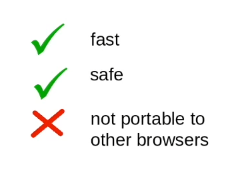 fast
safe
not portable to
other browsers